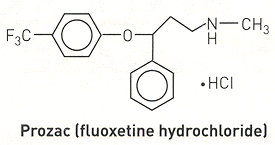 F₃C O N H CH₃
•HCl
Prozac (fluoxetine hydrochloride)